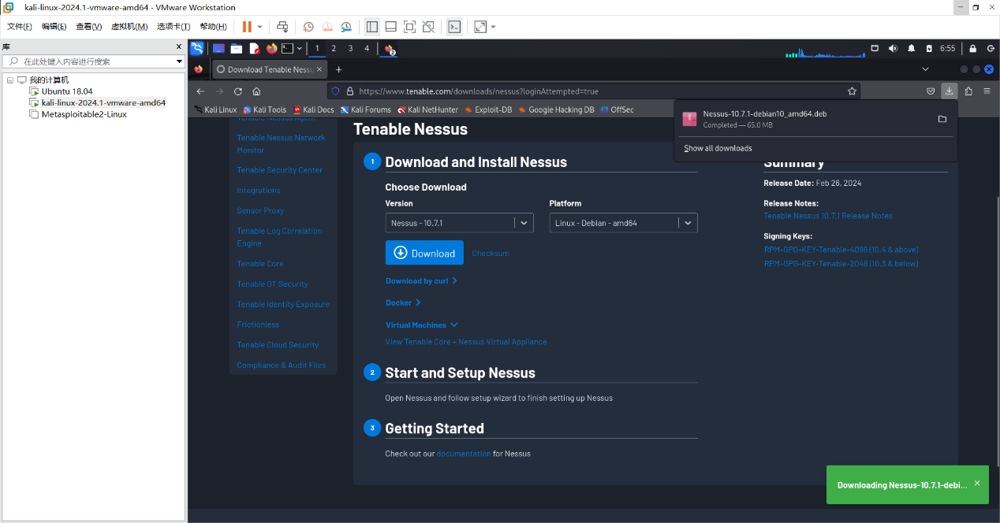 kali-linux-2024.1-vmware-amd64 - VMware Workstation
文件(F) 编辑(E) 查看(V) 虚拟机(M) 选项卡(T) 帮助(H)
库
在此处键入内容进行搜索
我的计算机
Ubuntu 18.04
kali-linux-2024.1-vmware-amd64
Metasploitable2-Linux
1 2 3 4 2 6:55
Download Tenable Nessu
https://www.tenable.com/downloads/nessus?loginAttempted=true
Kali Linux Kali Tools Kali Docs Kali Forums Kali NetHunter Exploit-DB Google Hacking DB OffSec
Nessus-10.7.1-debian10_amd64.deb
Completed — 65.0 MB
Show all downloads
Tenable Nessus Agent
Tenable Nessus Network
Monitor
Tenable Security Center
Integrations
Sensor Proxy
Tenable Log Correlation
Engine
Tenable Core
Tenable OT Security
Tenable Identity Exposure
Frictionless
Tenable Cloud Security
Compliance & Audit Files
Tenable Nessus
1 Download and Install Nessus
Choose Download
Version Platform
Nessus - 10.7.1 Linux - Debian - amd64
Download Checksum
Download by curl
Docker
Virtual Machines
View Tenable Core + Nessus Virtual Appliance
2 Start and Setup Nessus
Open Nessus and follow setup wizard to finish setting up Nessus
3 Getting Started
Check out our documentation for Nessus
Summary
Release Date: Feb 26, 2024
Release Notes:
Tenable Nessus 10.7.1 Release Notes
Signing Keys:
RPM-GPG-KEY-Tenable-4096 (10.4 & above)
RPM-GPG-KEY-Tenable-2048 (10.3 & below)
Downloading Nessus-10.7.1-debi...